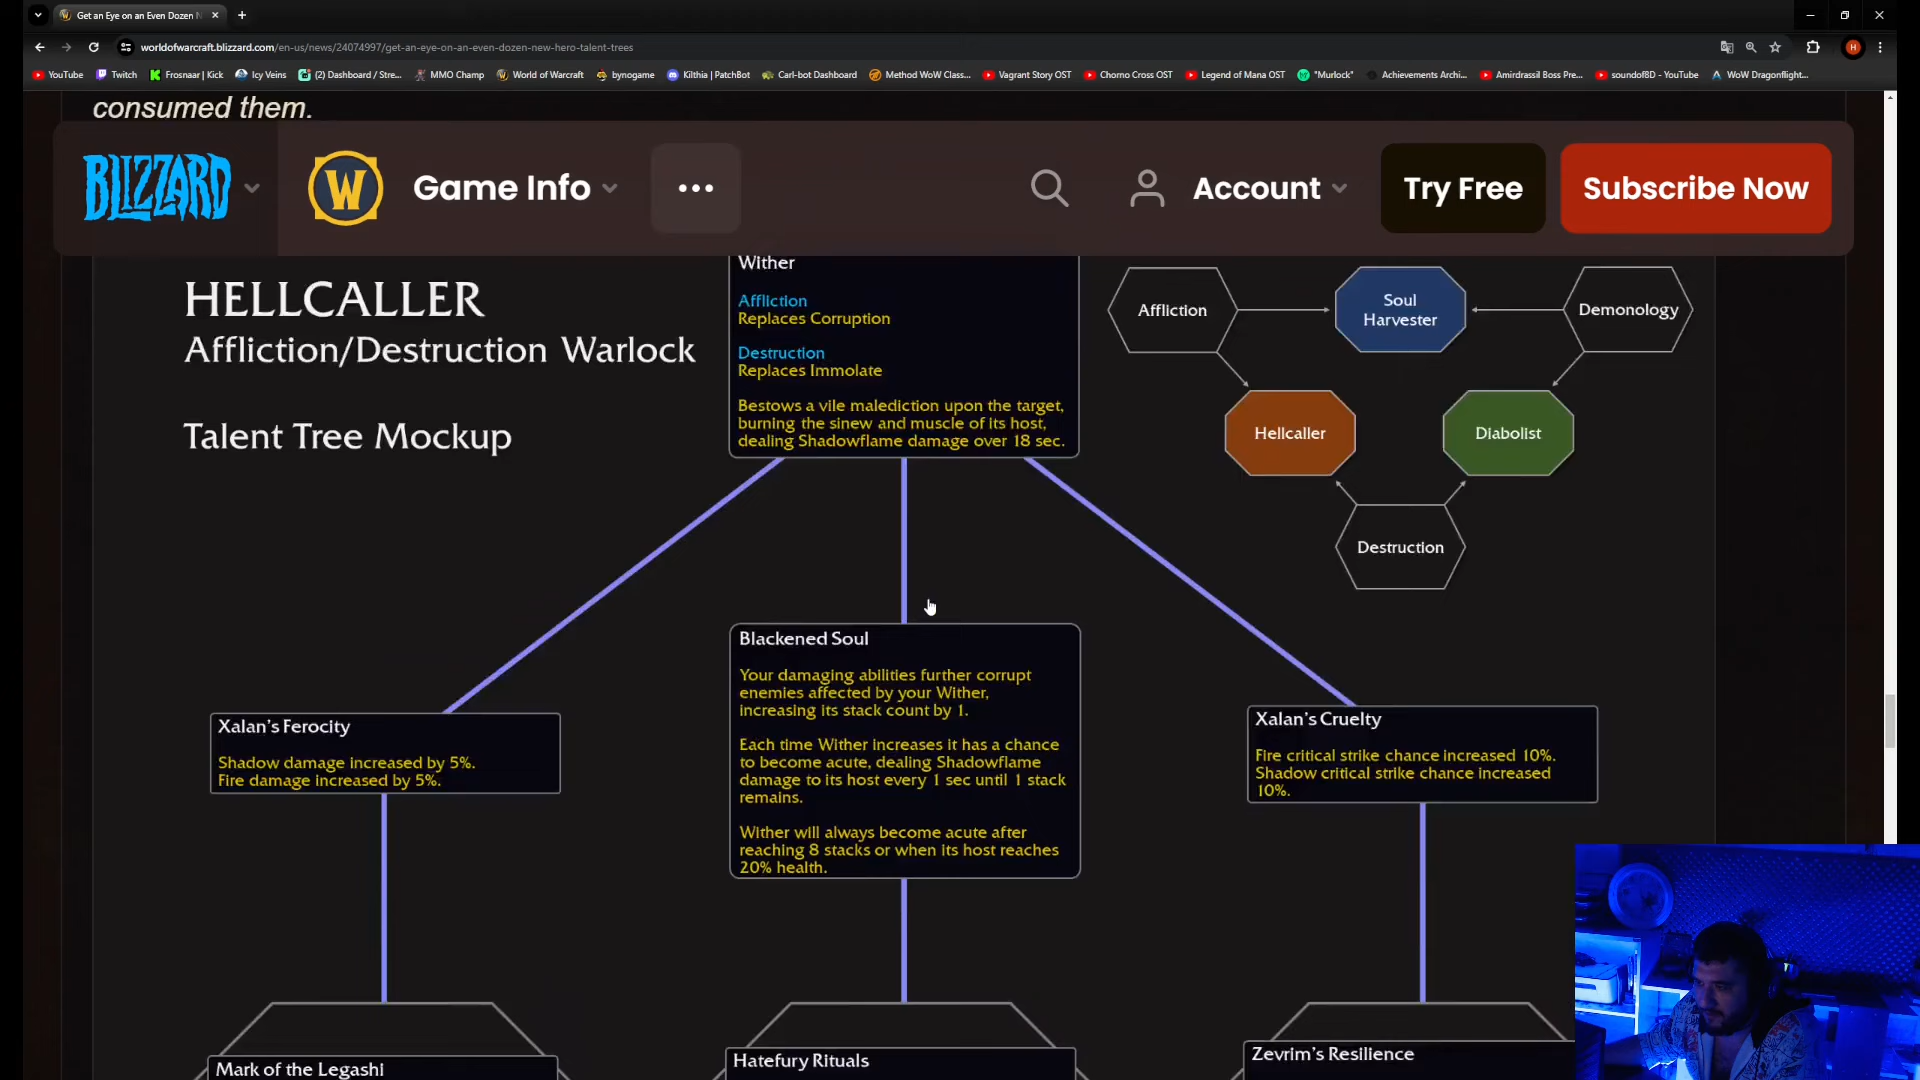 Get an Eye on an Even Dozen N
worldofwarcraft.blizzard.com/en-us/news/24074997/get-an-eye-on-an-even-dozen-new-hero-talent-trees
H
YouTube
Twitch
Frosnaar | Kick
Icy Veins
(2) Dashboard / Stre...
MMO Champ
World of Warcraft
bynogame
Kilthia | PatchBot
Carl-bot Dashboard
Method WoW Class...
Vagrant Story OST
Chorno Cross OST
Legend of Mana OST
"Murlock"
Achievements Archi...
Amirdrassil Boss Pre...
soundof8D - YouTube
WoW Dragonflight...
consumed them.
BLIZZARD
W
Game Info
Account
Try Free
Subscribe Now
HELLCALLER
Affliction/Destruction Warlock
Talent Tree Mockup
Wither
Affliction
Replaces Corruption
Destruction
Replaces Immolate
Bestows a vile malediction upon the target,
burning the sinew and muscle of its host,
dealing Shadowflame damage over 18 sec.
Affliction
Soul
Harvester
Demonology
Hellcaller
Diabolist
Destruction
Blackened Soul
Your damaging abilities further corrupt
enemies affected by your Wither,
increasing its stack count by 1.
Each time Wither increases it has a chance
to become acute, dealing Shadowflame
damage to its host every 1 sec until 1 stack
remains.
Wither will always become acute after
reaching 8 stacks or when its host reaches
20% health.
Xalan's Ferocity
Shadow damage increased by 5%.
Fire damage increased by 5%.
Xalan's Cruelty
Fire critical strike chance increased 10%.
Shadow critical strike chance increased
10%.
Mark of the Legashi
Hatefury Rituals
Zevrim's Resilience